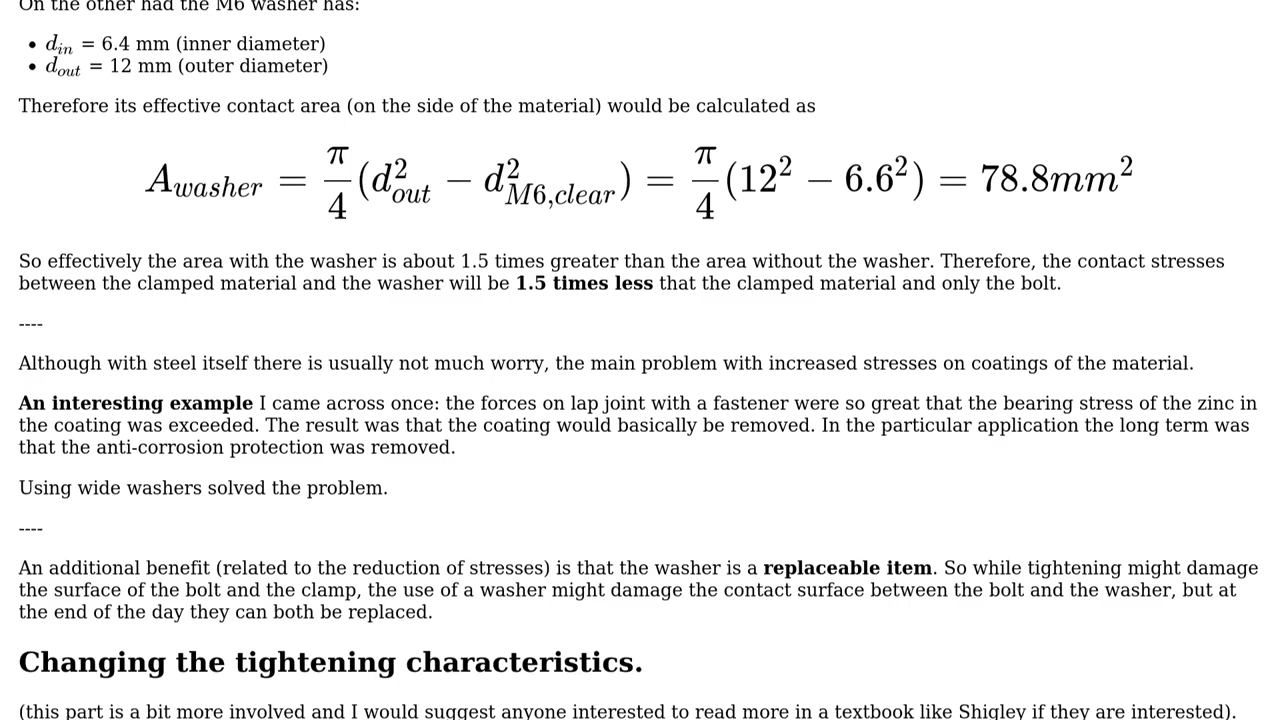 On the other had the M6 washer has:
• d_in = 6.4 mm (inner diameter)
• d_out = 12 mm (outer diameter)
Therefore its effective contact area (on the side of the material) would be calculated as
A_washer = π/4 (d²_out − d²_M6,clear) = π/4 (12² − 6.6²) = 78.8mm²
So effectively the area with the washer is about 1.5 times greater than the area without the washer. Therefore, the contact stresses
between the clamped material and the washer will be 1.5 times less that the clamped material and only the bolt.
----
Although with steel itself there is usually not much worry, the main problem with increased stresses on coatings of the material.
An interesting example I came across once: the forces on lap joint with a fastener were so great that the bearing stress of the zinc in
the coating was exceeded. The result was that the coating would basically be removed. In the particular application the long term was
that the anti-corrosion protection was removed.
Using wide washers solved the problem.
----
An additional benefit (related to the reduction of stresses) is that the washer is a replaceable item. So while tightening might damage
the surface of the bolt and the clamp, the use of a washer might damage the contact surface between the bolt and the washer, but at
the end of the day they can both be replaced.
Changing the tightening characteristics.
(this part is a bit more involved and I would suggest anyone interested to read more in a textbook like Shigley if they are interested).